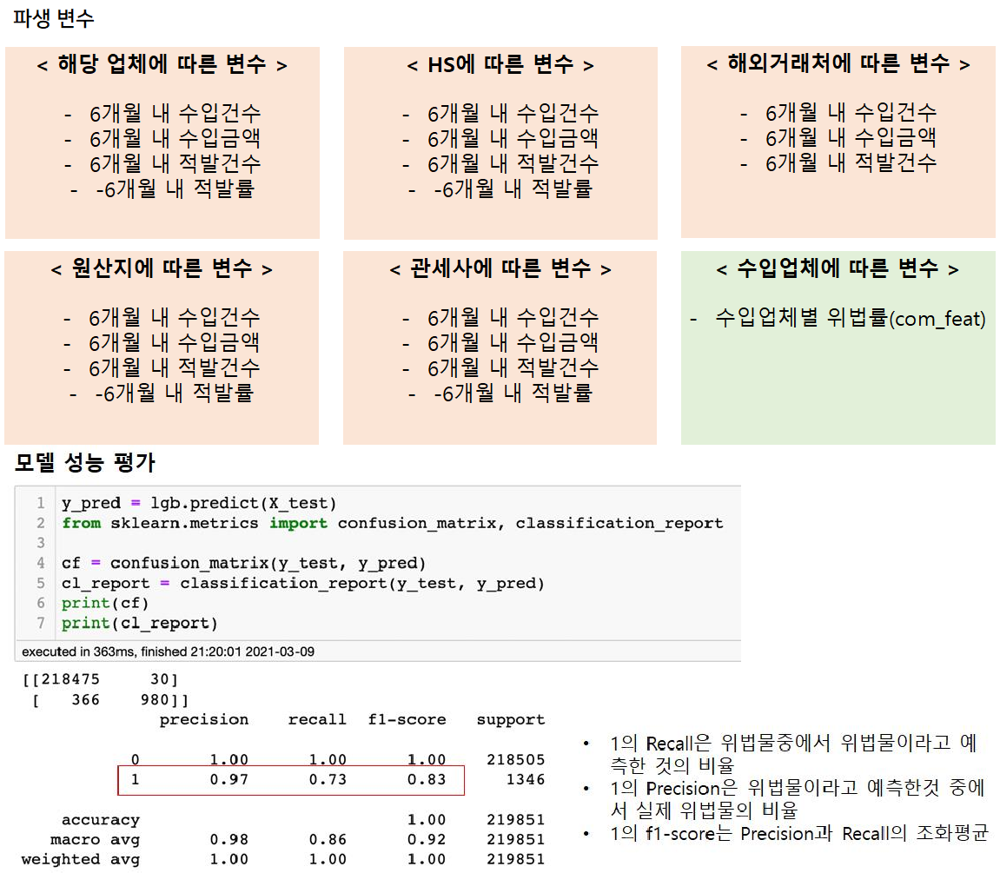 파생 변수
< 해당 업체에 따른 변수 >
- 6개월 내 수입건수
- 6개월 내 수입금액
- 6개월 내 적발건수
- -6개월 내 적발률
< HS에 따른 변수 >
- 6개월 내 수입건수
- 6개월 내 수입금액
- 6개월 내 적발건수
- -6개월 내 적발률
< 해외거래처에 따른 변수 >
- 6개월 내 수입건수
- 6개월 내 수입금액
- 6개월 내 적발건수
< 원산지에 따른 변수 >
- 6개월 내 수입건수
- 6개월 내 수입금액
- 6개월 내 적발건수
- -6개월 내 적발률
< 관세사에 따른 변수 >
- 6개월 내 수입건수
- 6개월 내 수입금액
- 6개월 내 적발건수
- -6개월 내 적발률
< 수입업체에 따른 변수 >
- 수입업체별 위법률(com_feat)
모델 성능 평가
1 y_pred = lgb.predict(X_test)
2 from sklearn.metrics import confusion_matrix, classification_report
3
4 cf = confusion_matrix(y_test, y_pred)
5 cl_report = classification_report(y_test, y_pred)
6 print(cf)
7 print(cl_report)
executed in 363ms, finished 21:20:01 2021-03-09
[[218475 30]
[ 366 980]]
precision recall f1-score support
0 1.00 1.00 1.00 218505
1 0.97 0.73 0.83 1346
accuracy 1.00 219851
macro avg 0.98 0.86 0.92 219851
weighted avg 1.00 1.00 1.00 219851
• 1의 Recall은 위법물중에서 위법물이라고 예
측한 것의 비율
• 1의 Precision은 위법물이라고 예측한것 중에
서 실제 위법물의 비율
• 1의 f1-score는 Precision과 Recall의 조화평균